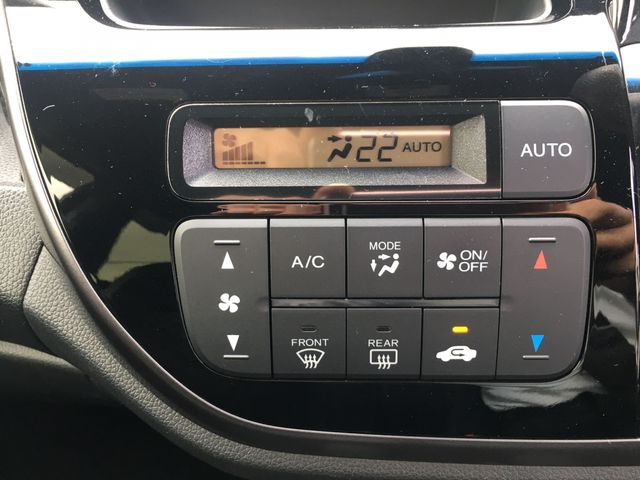 22 AUTO
AUTO
A/C
MODE
ON/
OFF
FRONT
REAR